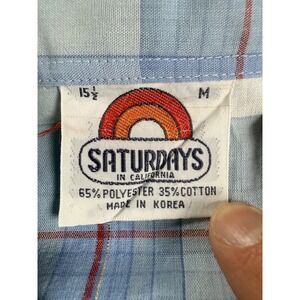 15½ M
SATURDAYS
IN CALIFORNIA
65% POLYESTER 35% COTTON
MADE IN KOREA